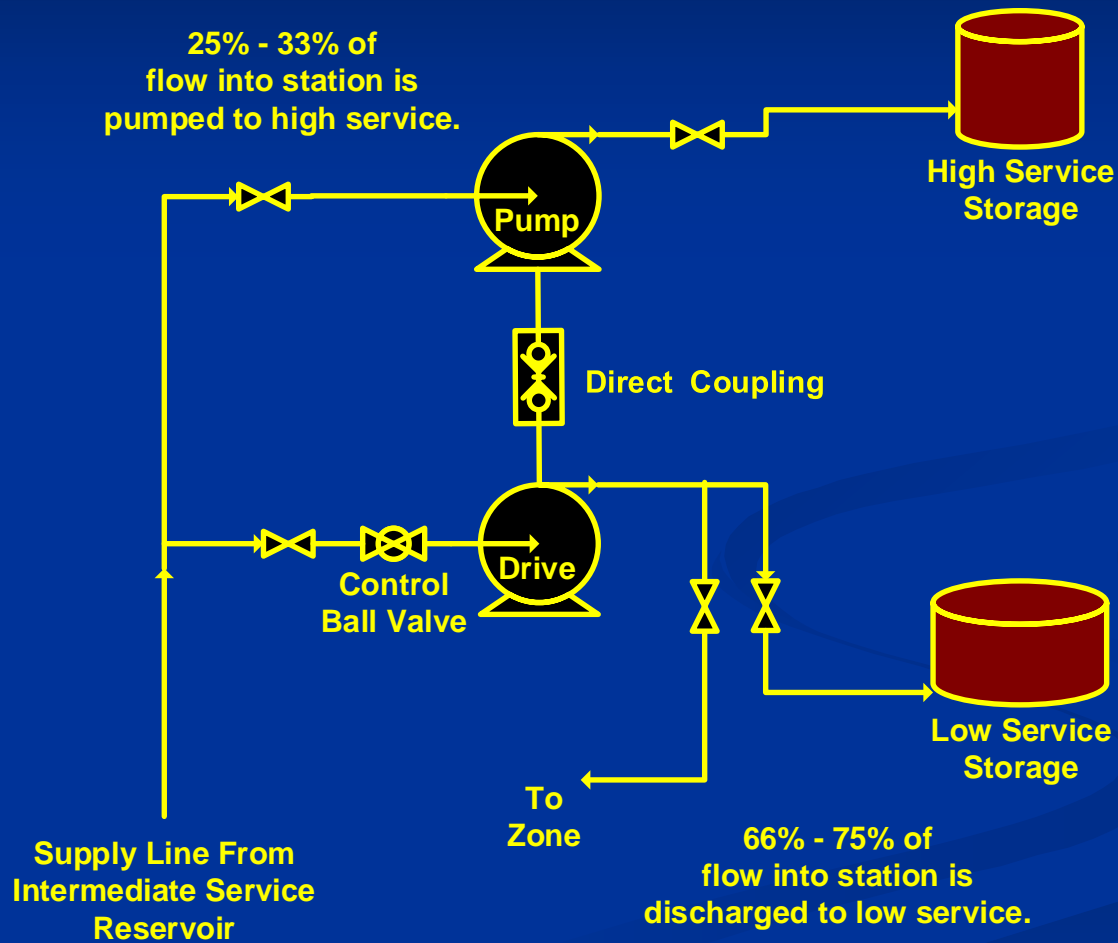 25% - 33% of
flow into station is
pumped to high service.
High Service
Storage
Pump
Direct Coupling
Drive
Control
Ball Valve
Low Service
Storage
To
Zone
66% - 75% of
flow into station is
discharged to low service.
Supply Line From
Intermediate Service
Reservoir